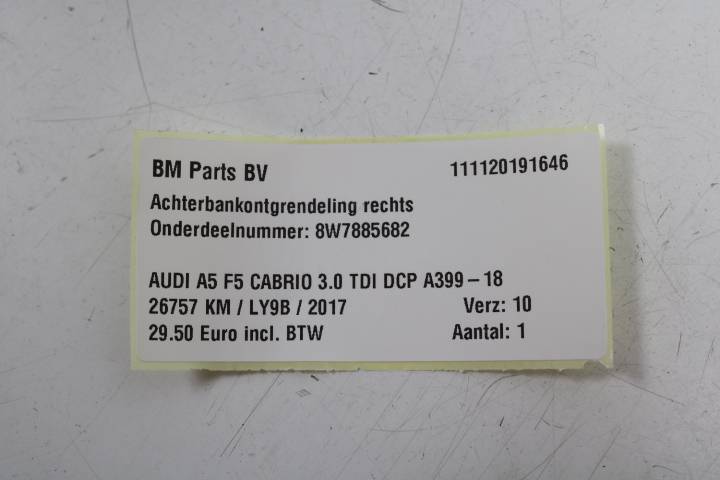 BM Parts BV 111120191646
Achterbankontgrendeling rechts
Onderdeelnummer: 8W7885682
AUDI A5 F5 CABRIO 3.0 TDI DCP A399 – 18
26757 KM / LY9B / 2017 Verz: 10
29.50 Euro incl. BTW Aantal: 1